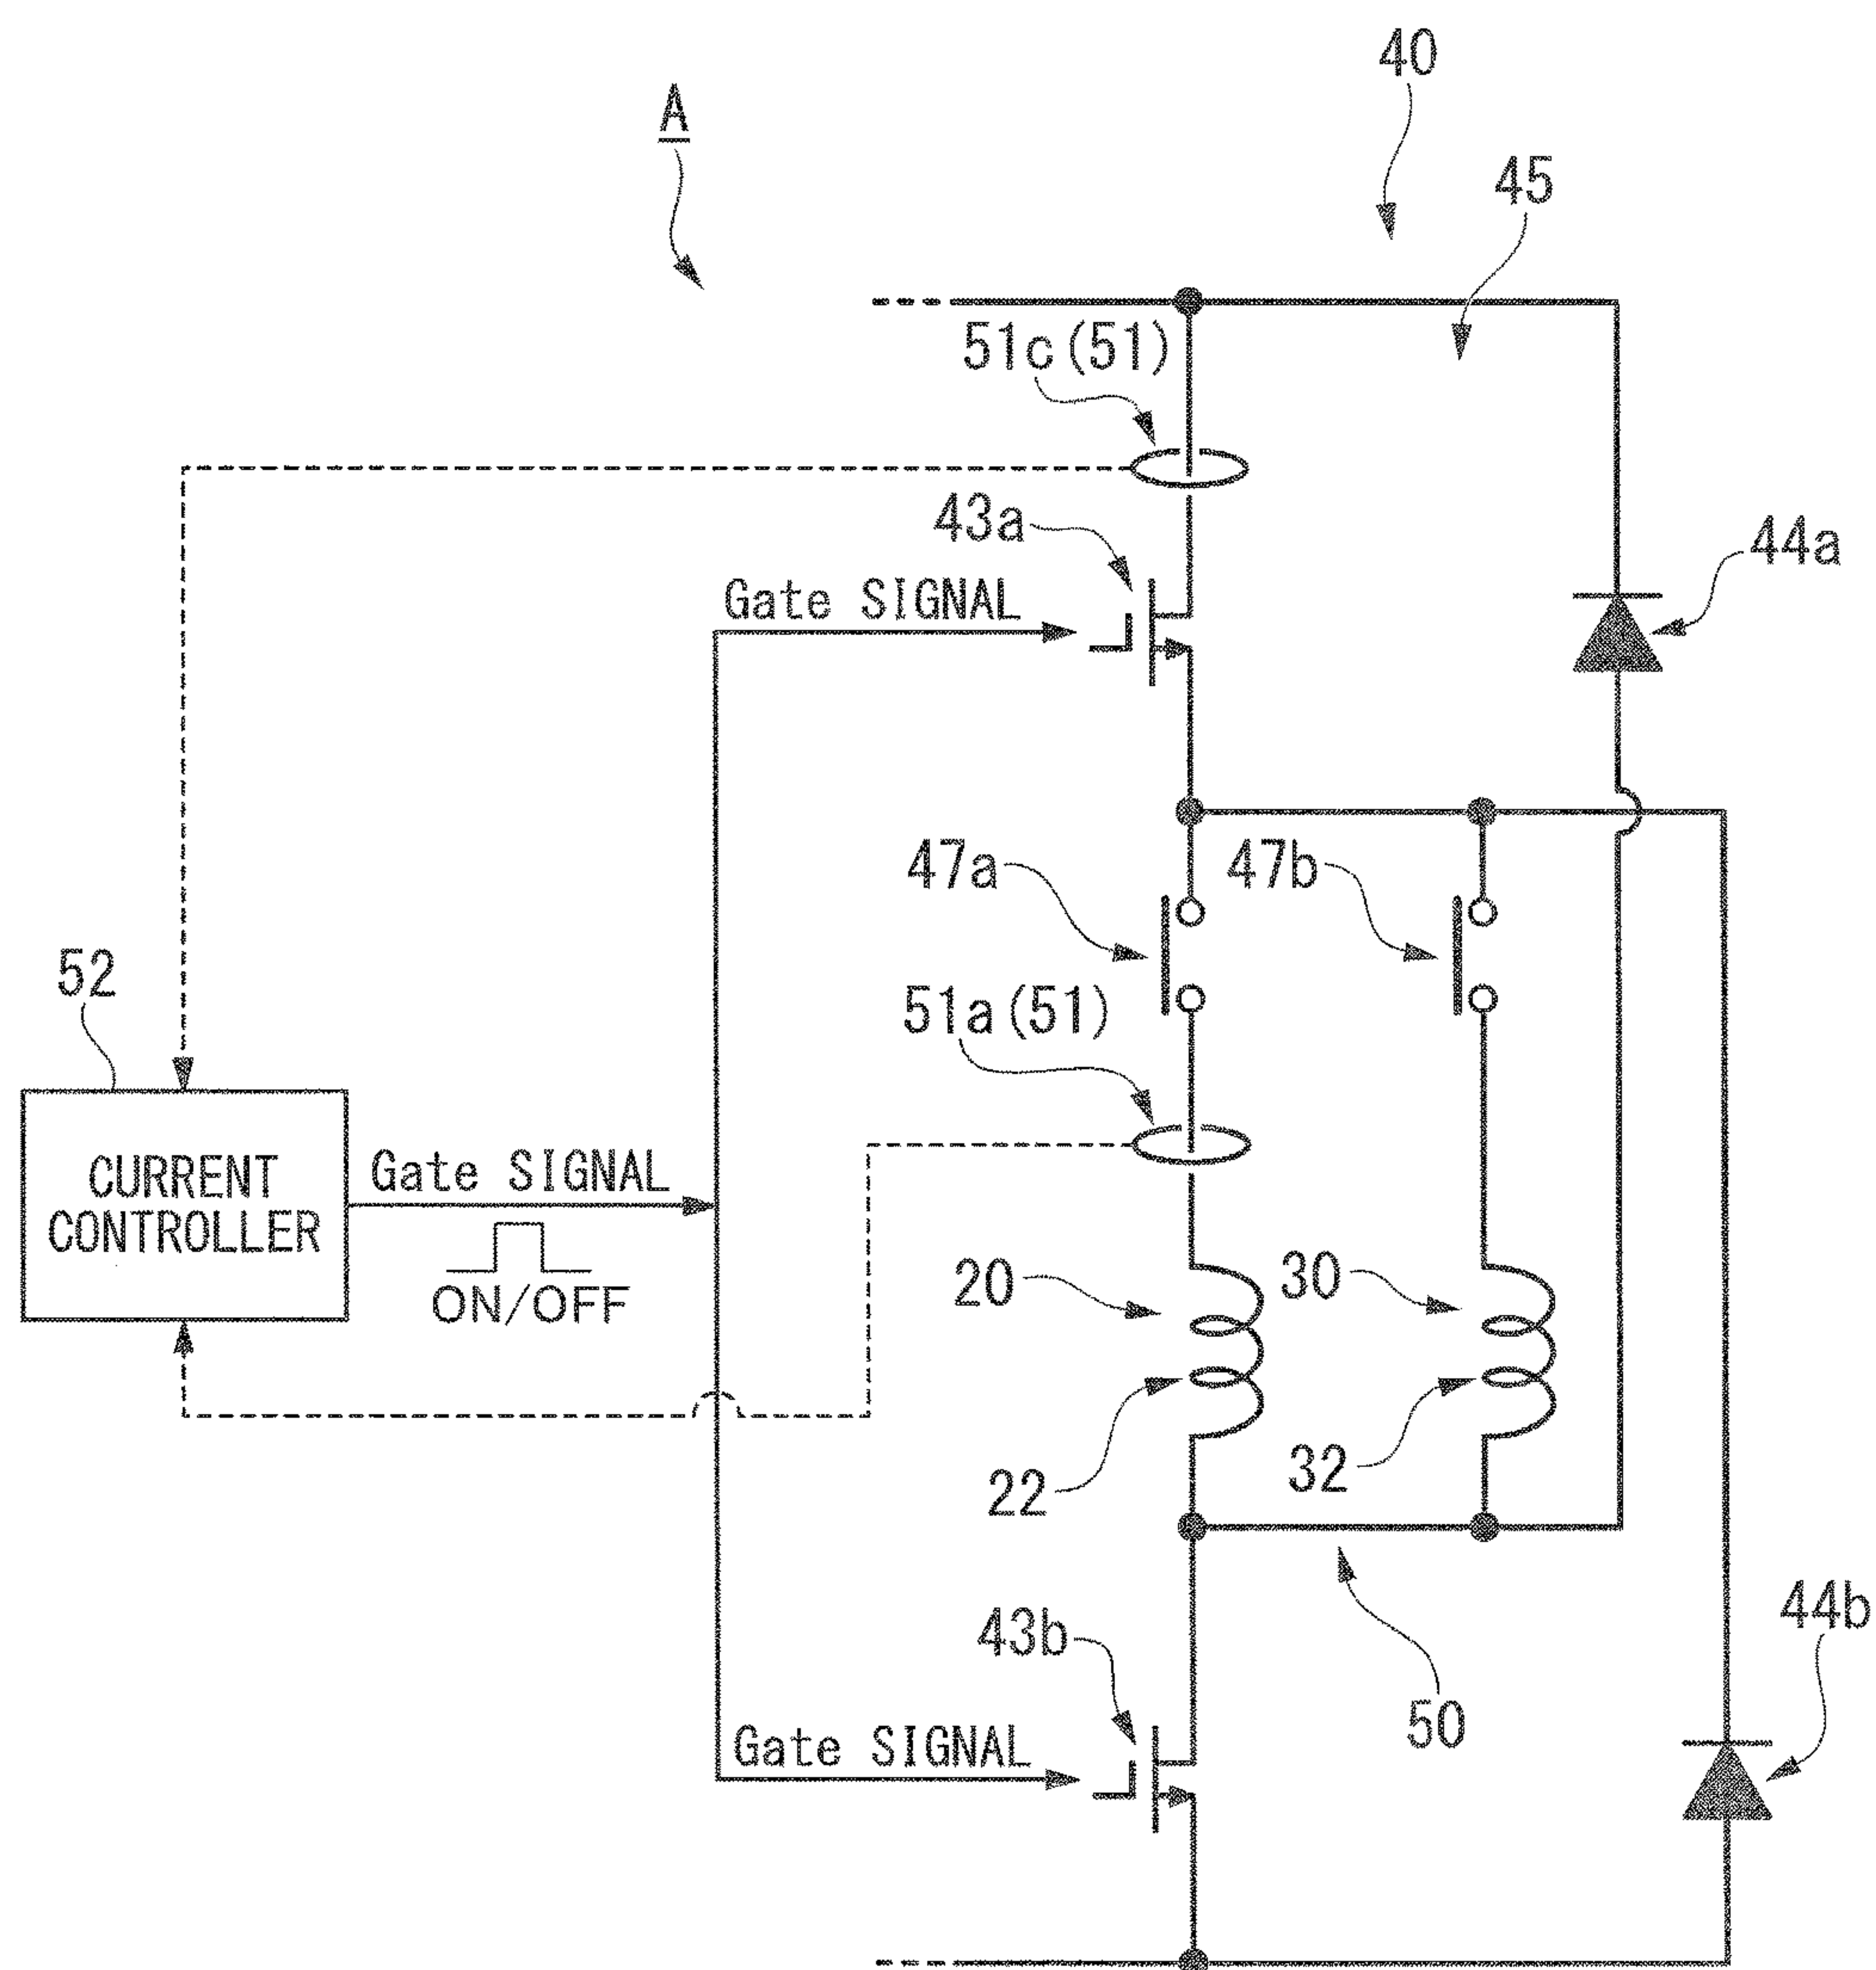 40
A
45
51c(51)
43a
44a
Gate SIGNAL
47a
47b
52
51a(51)
CURRENT
CONTROLLER
Gate SIGNAL
ON/OFF
20
30
22
32
43b
44b
50
Gate SIGNAL